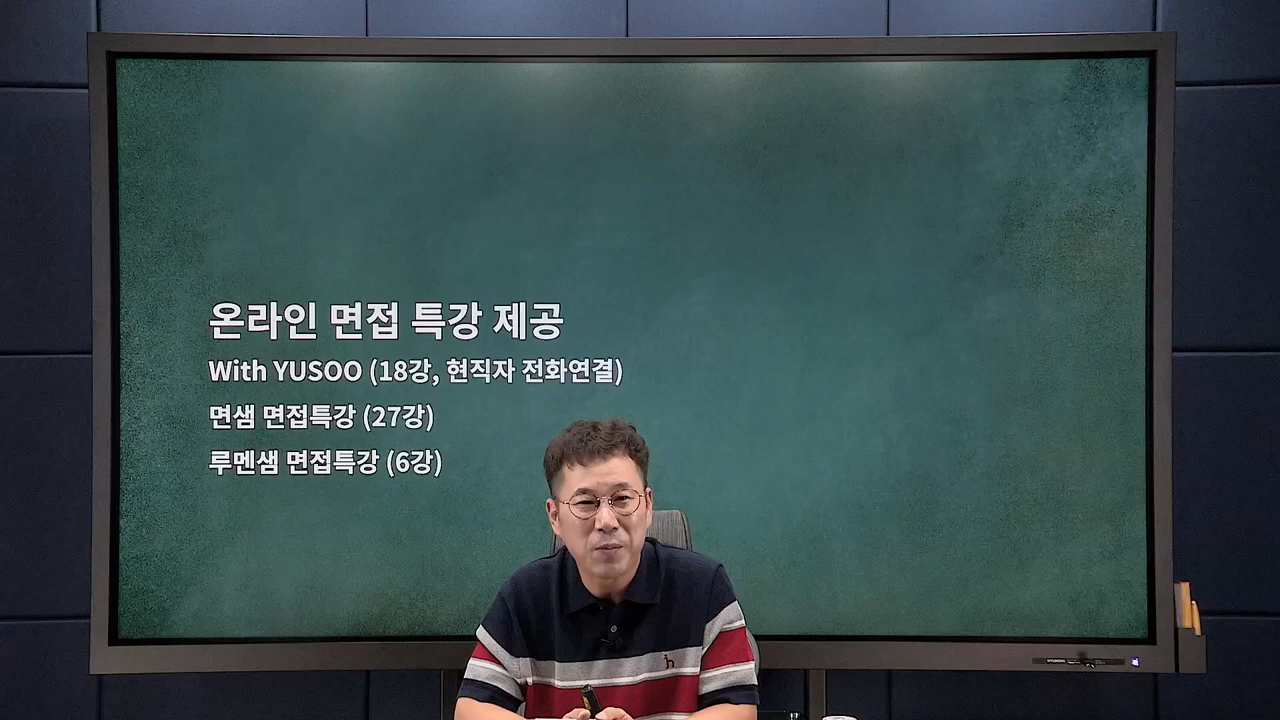 온라인 면접 특강 제공
With YUSOO (18강, 현직자 전화연결)
면샘 면접특강 (27강)
루멘샘 면접특강 (6강)